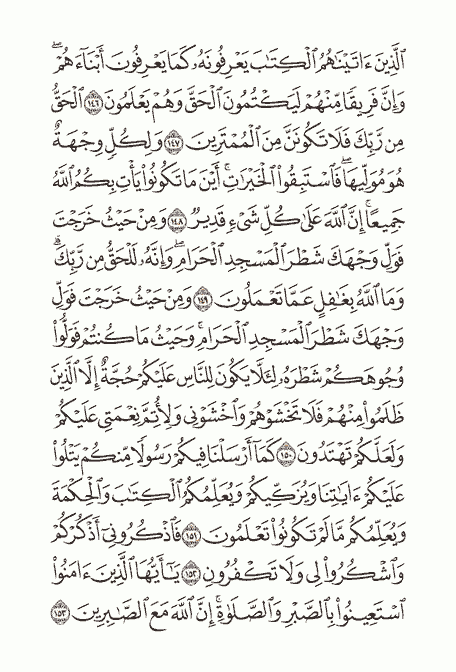 ٱلَّذِينَ ءَاتَيْنَٰهُمُ ٱلْكِتَٰبَ يَعْرِفُونَهُۥ كَمَا يَعْرِفُونَ أَبْنَآءَهُمْۖ
وَإِنَّ فَرِيقًا مِّنْهُمْ لَيَكْتُمُونَ ٱلْحَقَّ وَهُمْ يَعْلَمُونَ ١٤٦ ٱلْحَقُّ
مِن رَّبِّكَ فَلَا تَكُونَنَّ مِنَ ٱلْمُمْتَرِينَ ١٤٧ وَلِكُلٍّ وِجْهَةٌ
هُوَ مُوَلِّيهَاۖ فَٱسْتَبِقُوا۟ ٱلْخَيْرَٰتِۚ أَيْنَ مَا تَكُونُوا۟ يَأْتِ بِكُمُ ٱللَّهُ
جَمِيعًاۚ إِنَّ ٱللَّهَ عَلَىٰ كُلِّ شَىْءٍ قَدِيرٌ ١٤٨ وَمِنْ حَيْثُ خَرَجْتَ
فَوَلِّ وَجْهَكَ شَطْرَ ٱلْمَسْجِدِ ٱلْحَرَامِۖ وَإِنَّهُۥ لَلْحَقُّ مِن رَّبِّكَۗ
وَمَا ٱللَّهُ بِغَٰفِلٍ عَمَّا تَعْمَلُونَ ١٤٩ وَمِنْ حَيْثُ خَرَجْتَ فَوَلِّ
وَجْهَكَ شَطْرَ ٱلْمَسْجِدِ ٱلْحَرَامِۚ وَحَيْثُ مَا كُنتُمْ فَوَلُّوا۟
وُجُوهَكُمْ شَطْرَهُۥ لِئَلَّا يَكُونَ لِلنَّاسِ عَلَيْكُمْ حُجَّةٌ إِلَّا ٱلَّذِينَ
ظَلَمُوا۟ مِنْهُمْ فَلَا تَخْشَوْهُمْ وَٱخْشَوْنِى وَلِأُتِمَّ نِعْمَتِى عَلَيْكُمْ
وَلَعَلَّكُمْ تَهْتَدُونَ ١٥٠ كَمَآ أَرْسَلْنَا فِيكُمْ رَسُولًا مِّنكُمْ يَتْلُوا۟
عَلَيْكُمْ ءَايَٰتِنَا وَيُزَكِّيكُمْ وَيُعَلِّمُكُمُ ٱلْكِتَٰبَ وَٱلْحِكْمَةَ
وَيُعَلِّمُكُم مَّا لَمْ تَكُونُوا۟ تَعْلَمُونَ ١٥١ فَٱذْكُرُونِىٓ أَذْكُرْكُمْ
وَٱشْكُرُوا۟ لِى وَلَا تَكْفُرُونِ ١٥٢ يَٰٓأَيُّهَا ٱلَّذِينَ ءَامَنُوا۟
ٱسْتَعِينُوا۟ بِٱلصَّبْرِ وَٱلصَّلَوٰةِۚ إِنَّ ٱللَّهَ مَعَ ٱلصَّٰبِرِينَ ١٥٣